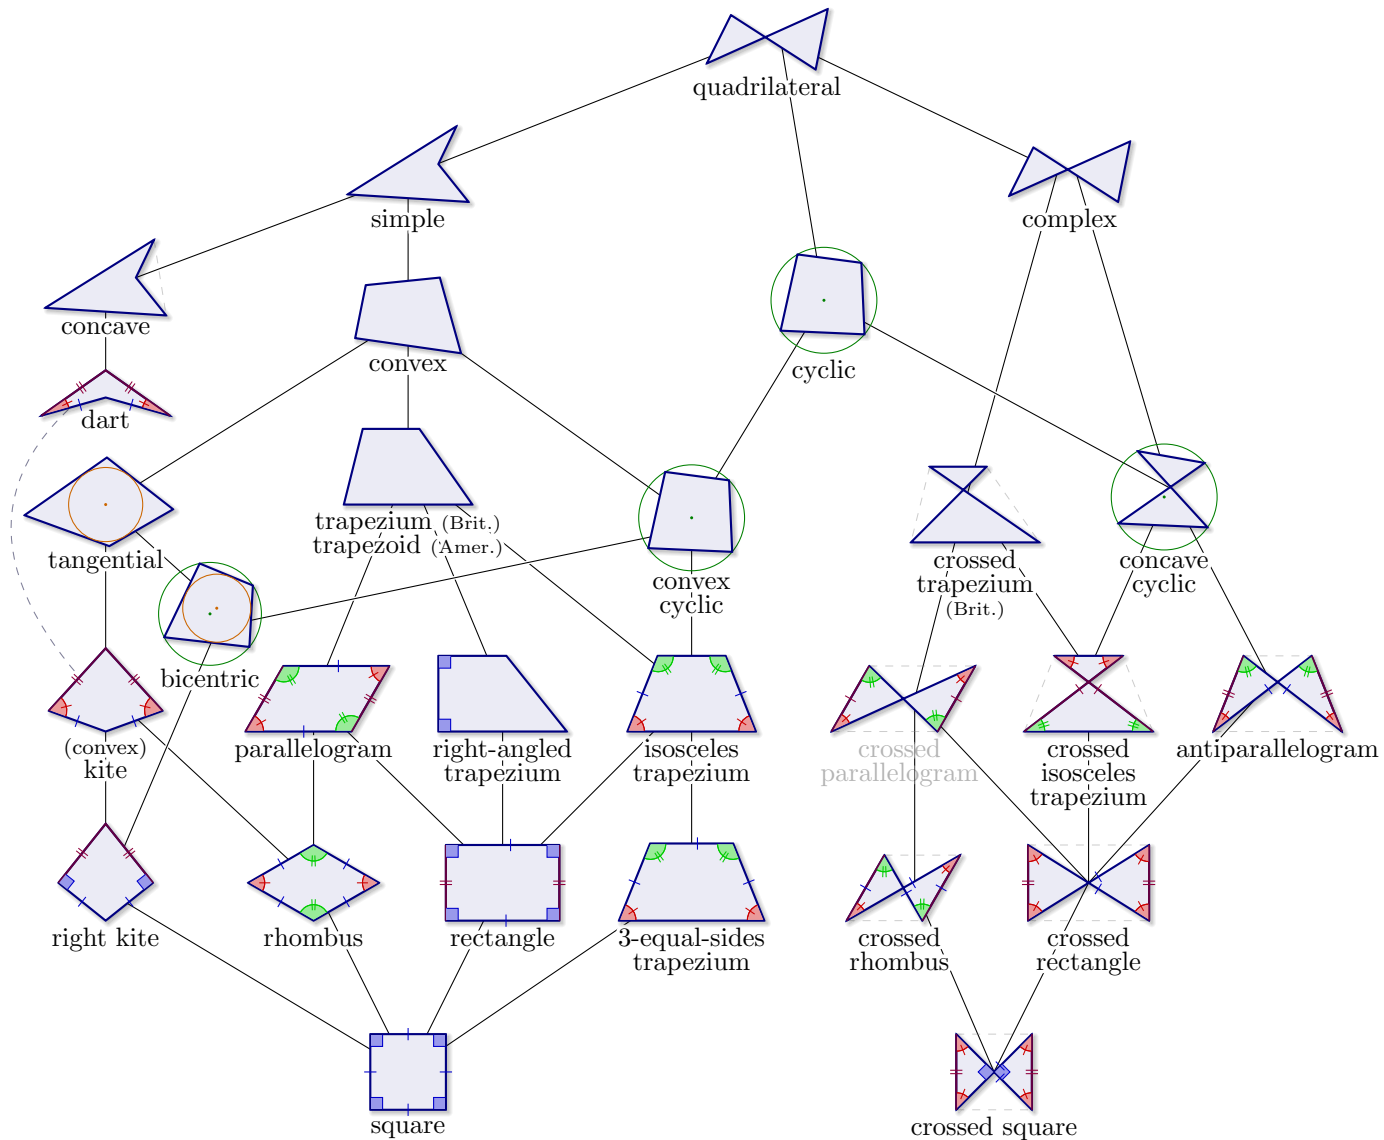 quadrilateral
simple
complex
concave
convex
cyclic
dart
trapezium (Brit.)
trapezoid (Amer.)
tangential
convex
cyclic
crossed
trapezium
(Brit.)
concave
cyclic
bicentric
(convex)
kite
parallelogram
right-angled
trapezium
isosceles
trapezium
crossed
parallelogram
crossed
isosceles
trapezium
antiparallelogram
right kite
rhombus
rectangle
3-equal-sides
trapezium
crossed
rhombus
crossed
rectangle
square
crossed square